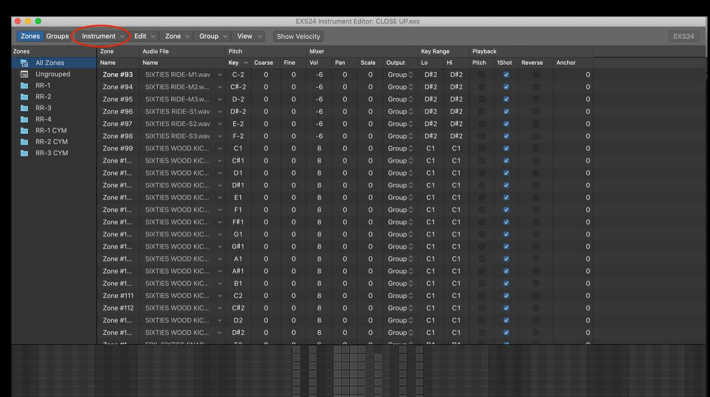 EXS24 Instrument Editor: CLOSE UP.exs
Zones Groups Instrument Edit Zone Group View Show Velocity EXS24
Zones Zone Audio File Pitch Mixer Key Range Playback
All Zones Name Name Key Coarse Fine Vol Pan Scale Output Lo Hi Pitch 1Shot Reverse Anchor
Ungrouped Zone #93 SIXTIES RIDE-M1.wav C-2 0 0 -6 0 0 Group D#2 D#2 0
RR-1 Zone #94 SIXTIES RIDE-M2.w... C#-2 0 0 -6 0 0 Group D#2 D#2 0
RR-2 Zone #95 SIXTIES RIDE-M3.w... D-2 0 0 -6 0 0 Group D#2 D#2 0
RR-3 Zone #96 SIXTIES RIDE-S1.wav D#-2 0 0 -6 0 0 Group D#2 D#2 0
RR-4 Zone #97 SIXTIES RIDE-S2.wav E-2 0 0 -6 0 0 Group D#2 D#2 0
RR-1 CYM Zone #98 SIXTIES RIDE-S3.wav F-2 0 0 -6 0 0 Group D#2 D#2 0
RR-2 CYM Zone #99 SIXTIES WOOD KIC... C1 0 0 8 0 0 Group C1 C1 0
RR-3 CYM Zone #1... SIXTIES WOOD KIC... C#1 0 0 8 0 0 Group C1 C1 0
Zone #1... SIXTIES WOOD KIC... D1 0 0 8 0 0 Group C1 C1 0
Zone #1... SIXTIES WOOD KIC... D#1 0 0 8 0 0 Group C1 C1 0
Zone #1... SIXTIES WOOD KIC... E1 0 0 8 0 0 Group C1 C1 0
Zone #1... SIXTIES WOOD KIC... F1 0 0 8 0 0 Group C1 C1 0
Zone #1... SIXTIES WOOD KIC... F#1 0 0 8 0 0 Group C1 C1 0
Zone #1... SIXTIES WOOD KIC... G1 0 0 8 0 0 Group C1 C1 0
Zone #1... SIXTIES WOOD KIC... G#1 0 0 8 0 0 Group C1 C1 0
Zone #1... SIXTIES WOOD KIC... A1 0 0 8 0 0 Group C1 C1 0
Zone #1... SIXTIES WOOD KIC... A#1 0 0 8 0 0 Group C1 C1 0
Zone #1... SIXTIES WOOD KIC... B1 0 0 8 0 0 Group C1 C1 0
Zone #111 SIXTIES WOOD KIC... C2 0 0 8 0 0 Group C1 C1 0
Zone #112 SIXTIES WOOD KIC... C#2 0 0 8 0 0 Group C1 C1 0
Zone #1... SIXTIES WOOD KIC... D2 0 0 8 0 0 Group C1 C1 0
Zone #1... SIXTIES WOOD KIC... D#2 0 0 8 0 0 Group C1 C1 0